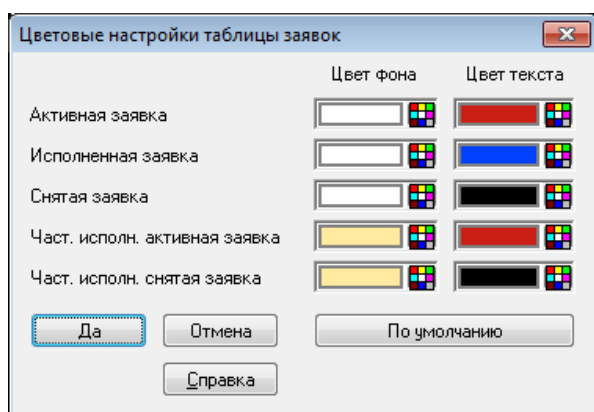 Цветовые настройки таблицы заявок
Цвет фона Цвет текста
Активная заявка
Исполненная заявка
Снятая заявка
Част. исполн. активная заявка
Част. исполн. снятая заявка
Да Отмена По умолчанию
Справка